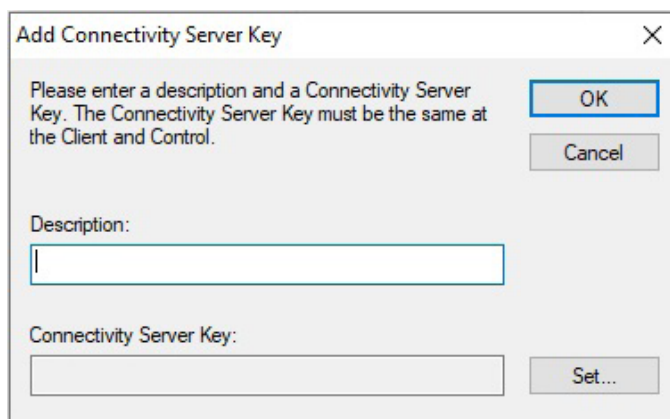 Add Connectivity Server Key
Please enter a description and a Connectivity Server
Key. The Connectivity Server Key must be the same at
the Client and Control.
OK
Cancel
Description:
Connectivity Server Key:
Set...